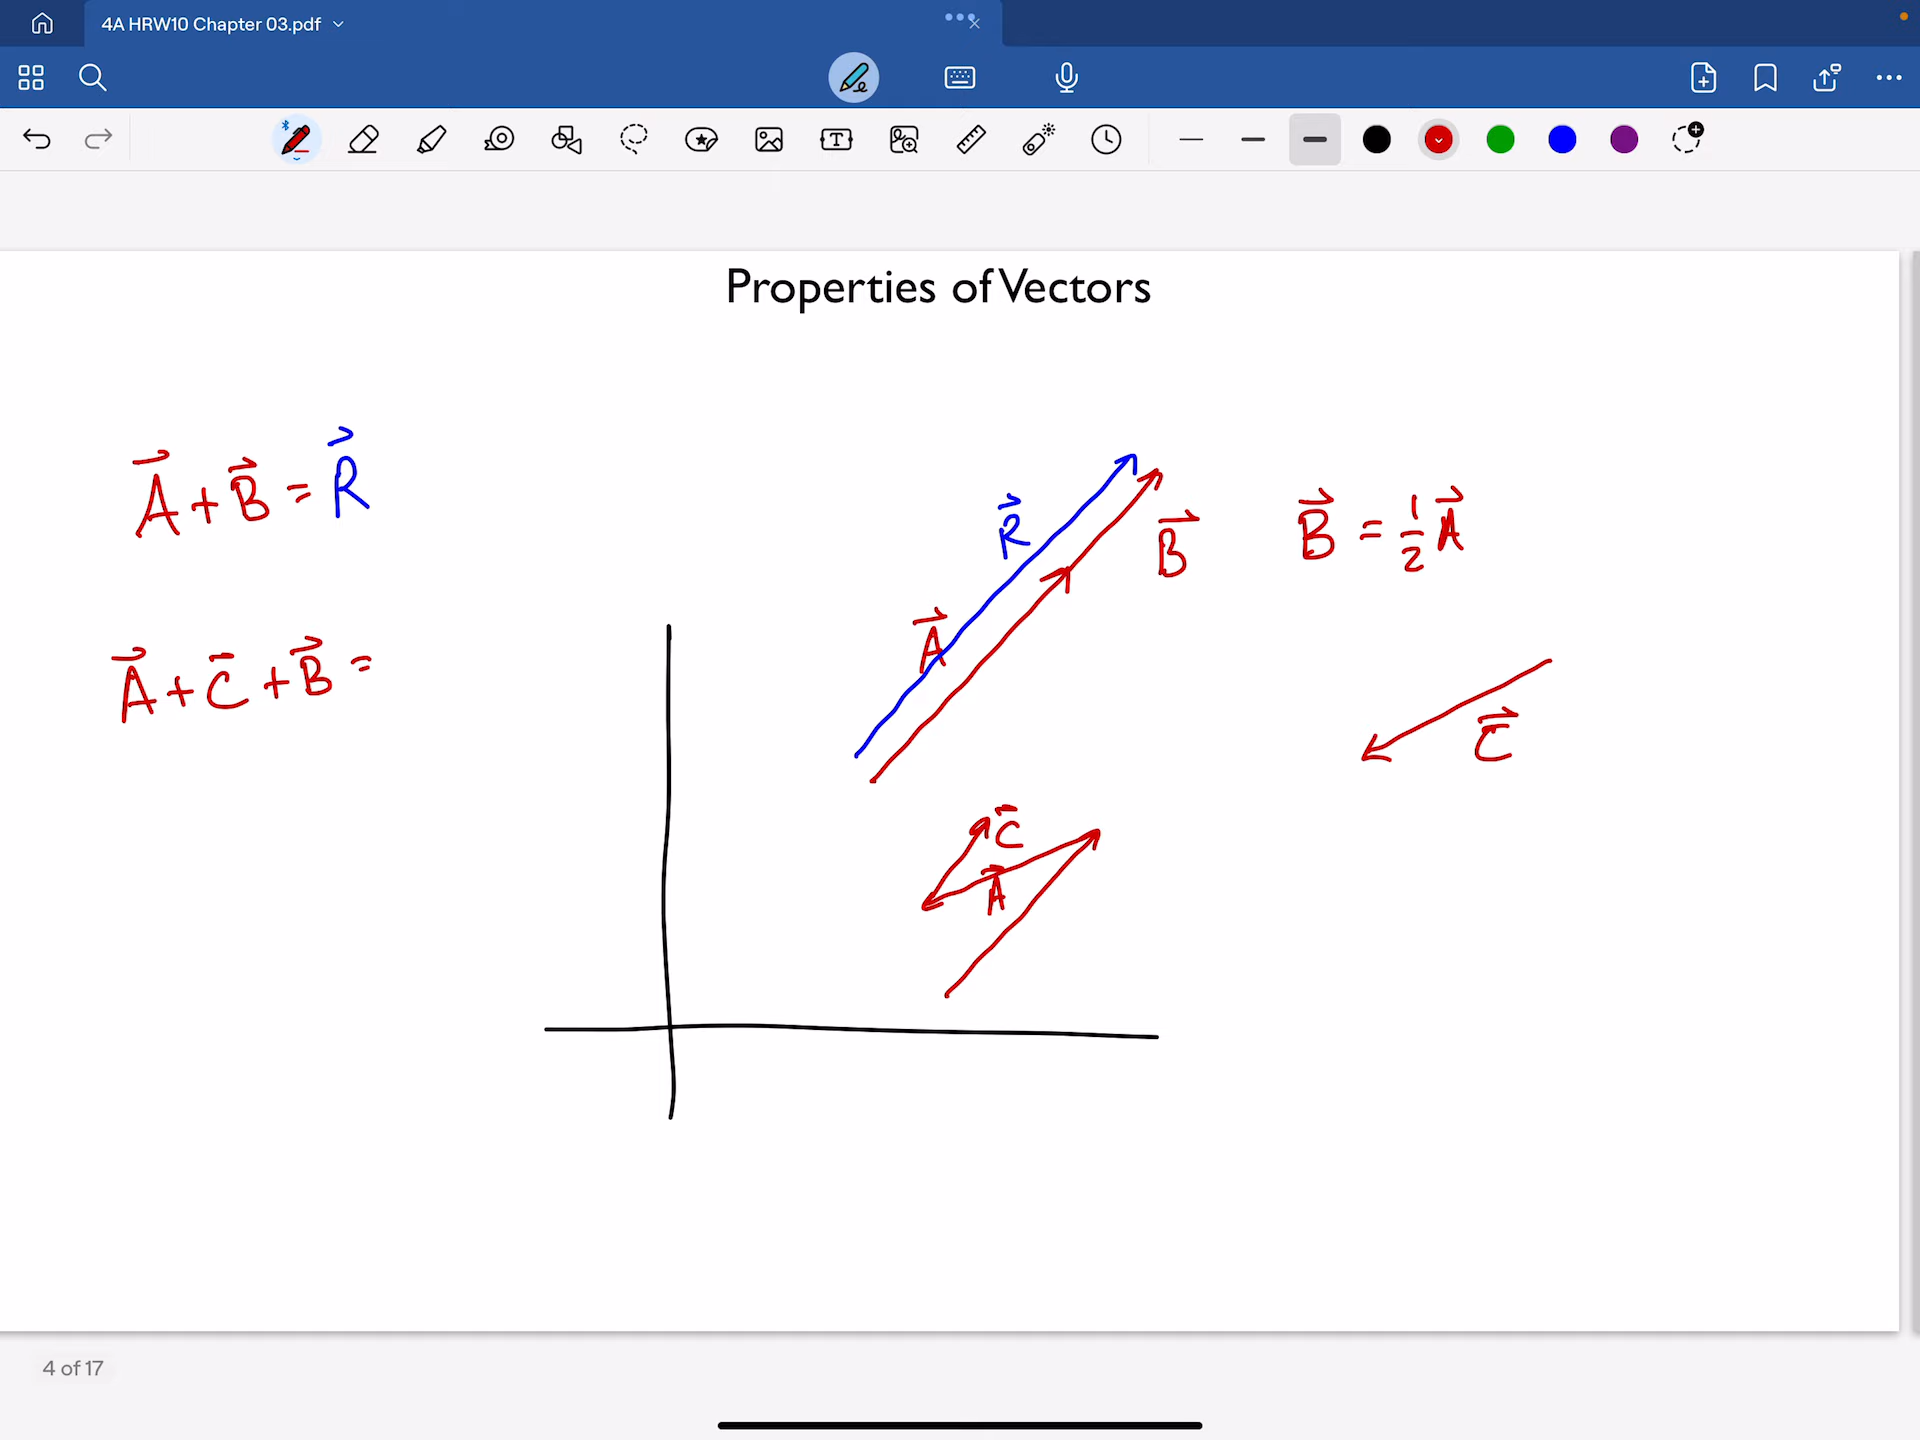 4A HRW10 Chapter 03.pdf
Properties of Vectors
A⃗ + B⃗ = R⃗
A⃗ + C⃗ + B⃗ =
R⃗
B⃗
A⃗
B⃗ = 1/2 A⃗
C⃗
C⃗
A⃗
4 of 17